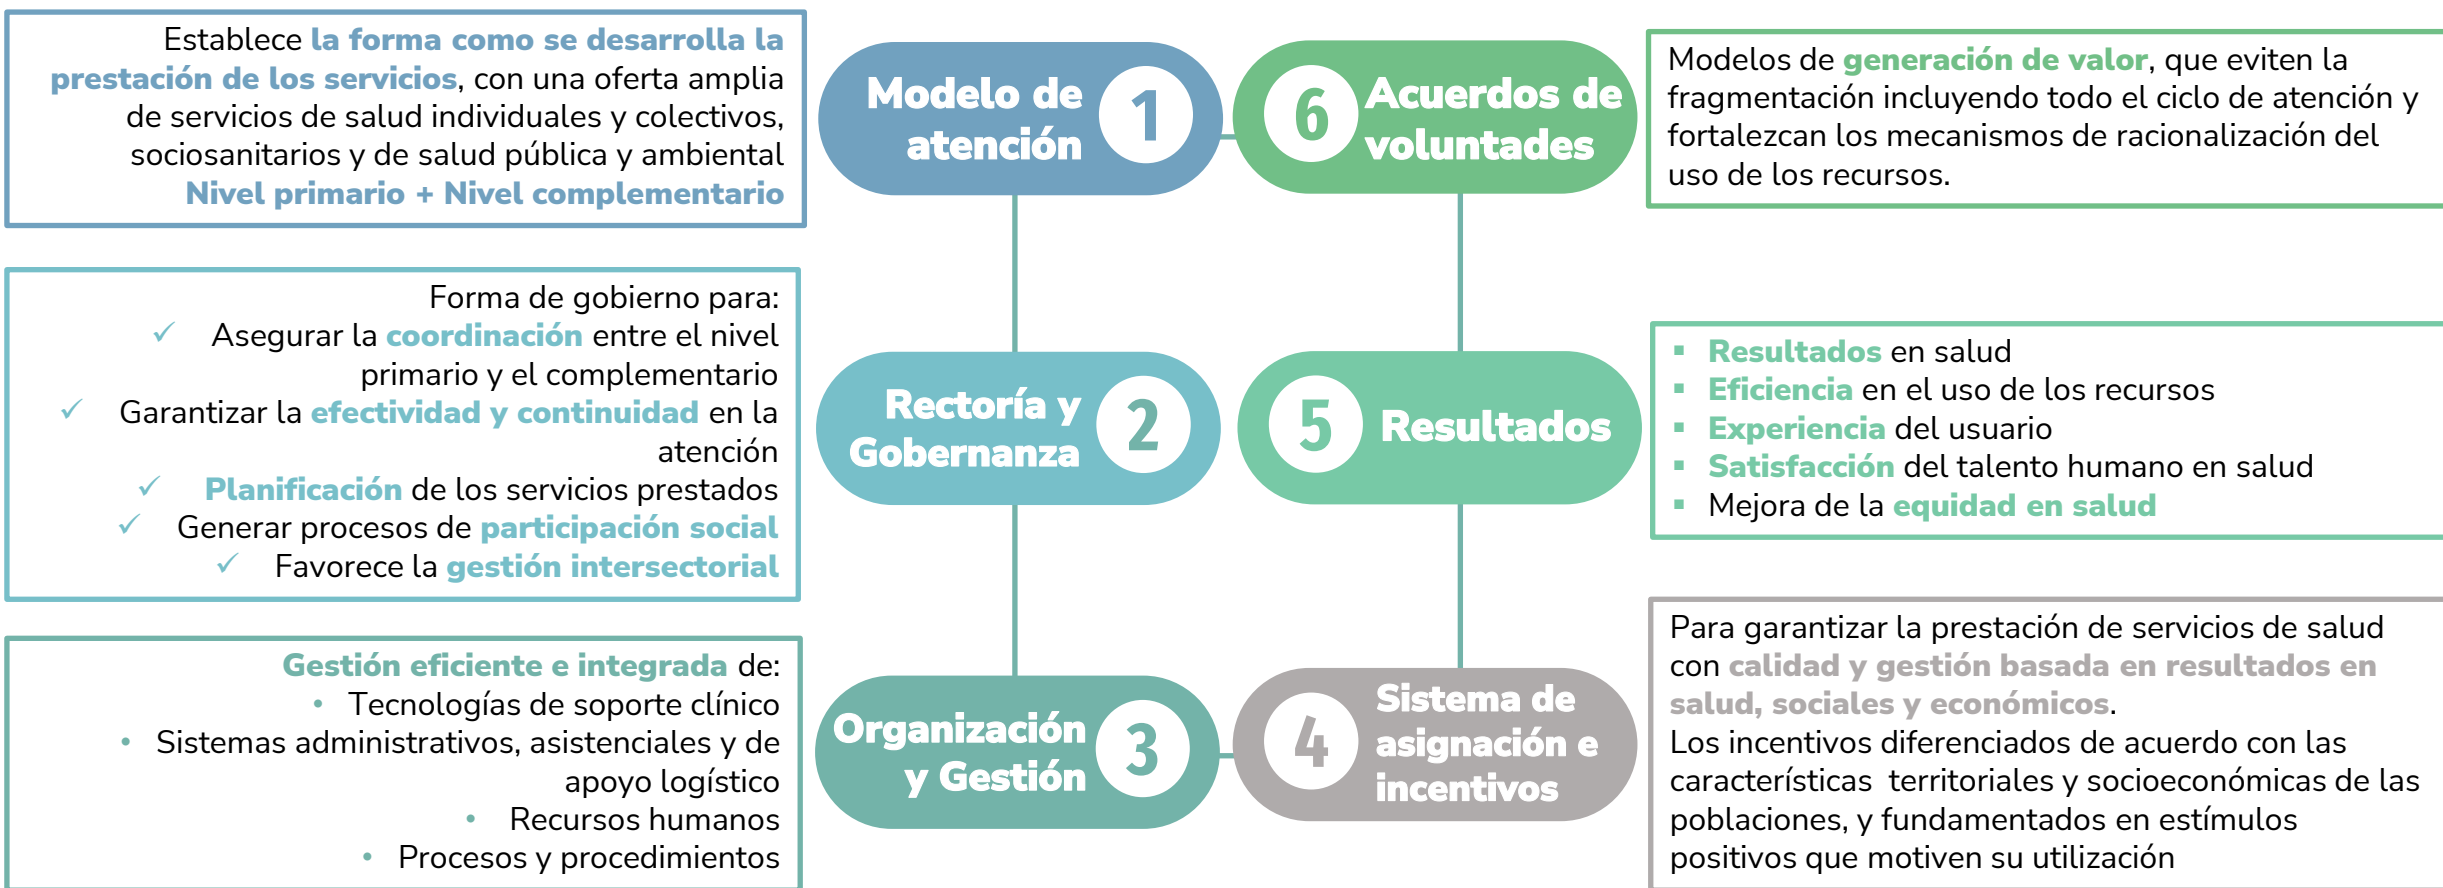 Establece la forma como se desarrolla la
prestación de los servicios, con una oferta amplia
de servicios de salud individuales y colectivos,
sociosanitarios y de salud pública y ambiental
Nivel primario + Nivel complementario
Modelo de
atención
1
6
Acuerdos de
voluntades
Modelos de generación de valor, que eviten la
fragmentación incluyendo todo el ciclo de atención y
fortalezcan los mecanismos de racionalización del
uso de los recursos.
Forma de gobierno para:
✓ Asegurar la coordinación entre el nivel
primario y el complementario
✓ Garantizar la efectividad y continuidad en la
atención
✓ Planificación de los servicios prestados
✓ Generar procesos de participación social
✓ Favorece la gestión intersectorial
Rectoría y
Gobernanza
2
5
Resultados
▪ Resultados en salud
▪ Eficiencia en el uso de los recursos
▪ Experiencia del usuario
▪ Satisfacción del talento humano en salud
▪ Mejora de la equidad en salud
Gestión eficiente e integrada de:
• Tecnologías de soporte clínico
• Sistemas administrativos, asistenciales y de
apoyo logístico
• Recursos humanos
• Procesos y procedimientos
Organización
y Gestión
3
4
Sistema de
asignación e
incentivos
Para garantizar la prestación de servicios de salud
con calidad y gestión basada en resultados en
salud, sociales y económicos.
Los incentivos diferenciados de acuerdo con las
características territoriales y socioeconómicas de las
poblaciones, y fundamentados en estímulos
positivos que motiven su utilización